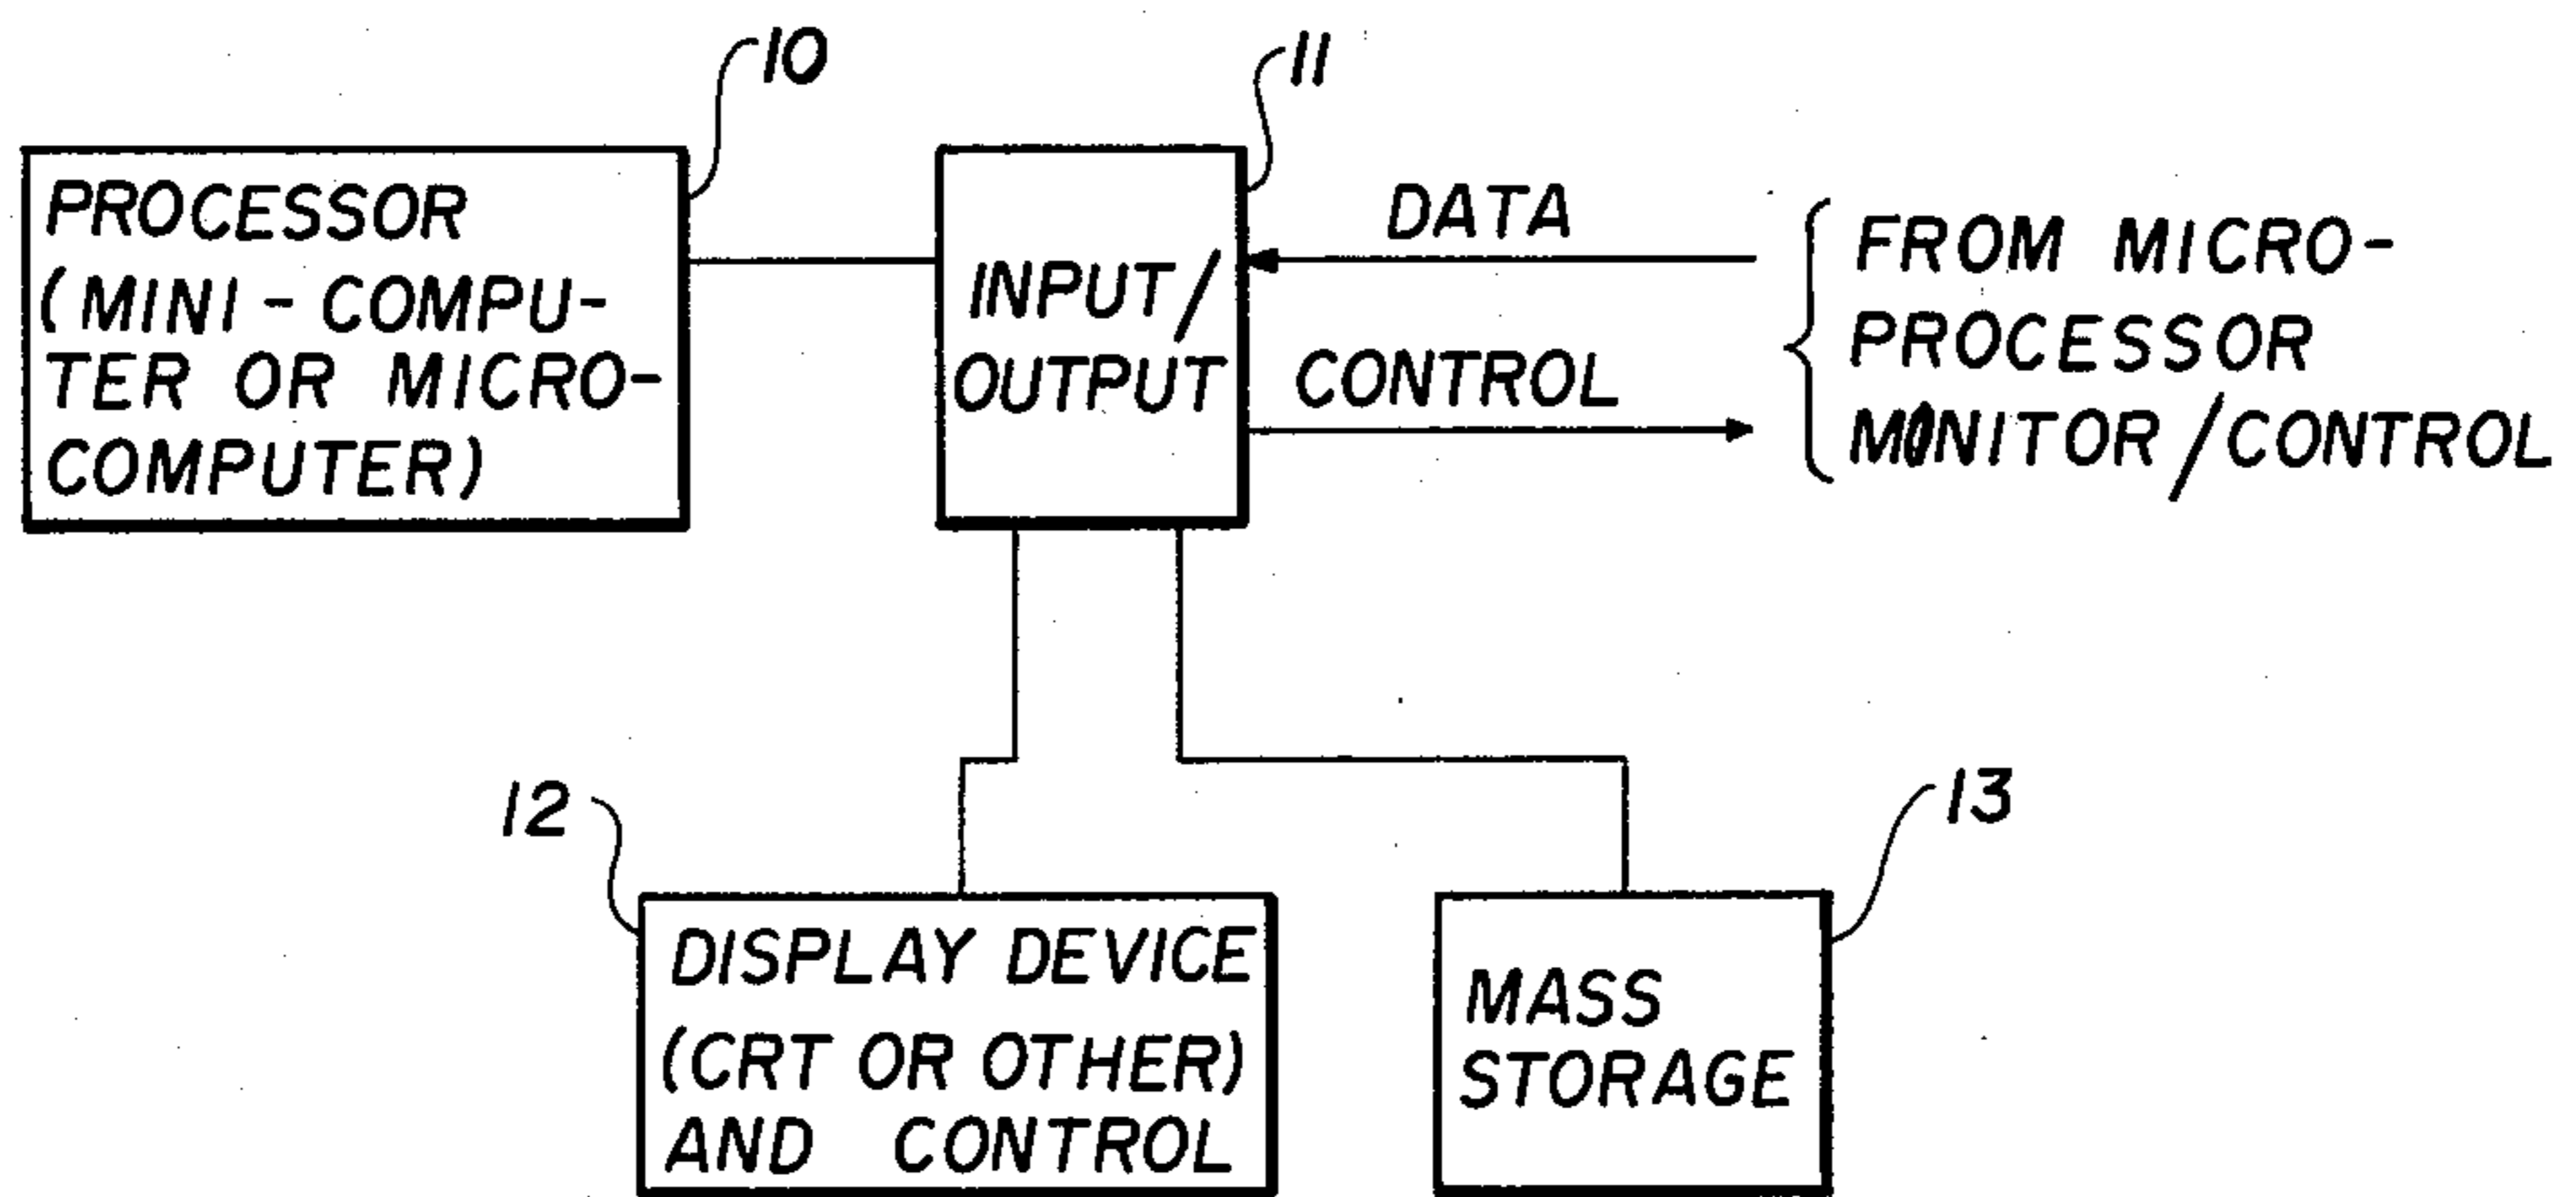 10
11
PROCESSOR
(MINI-COMPU-
TER OR MICRO-
COMPUTER)
INPUT/
OUTPUT
DATA
CONTROL
FROM MICRO-
PROCESSOR
MONITOR/CONTROL
12
13
DISPLAY DEVICE
(CRT OR OTHER)
AND CONTROL
MASS
STORAGE